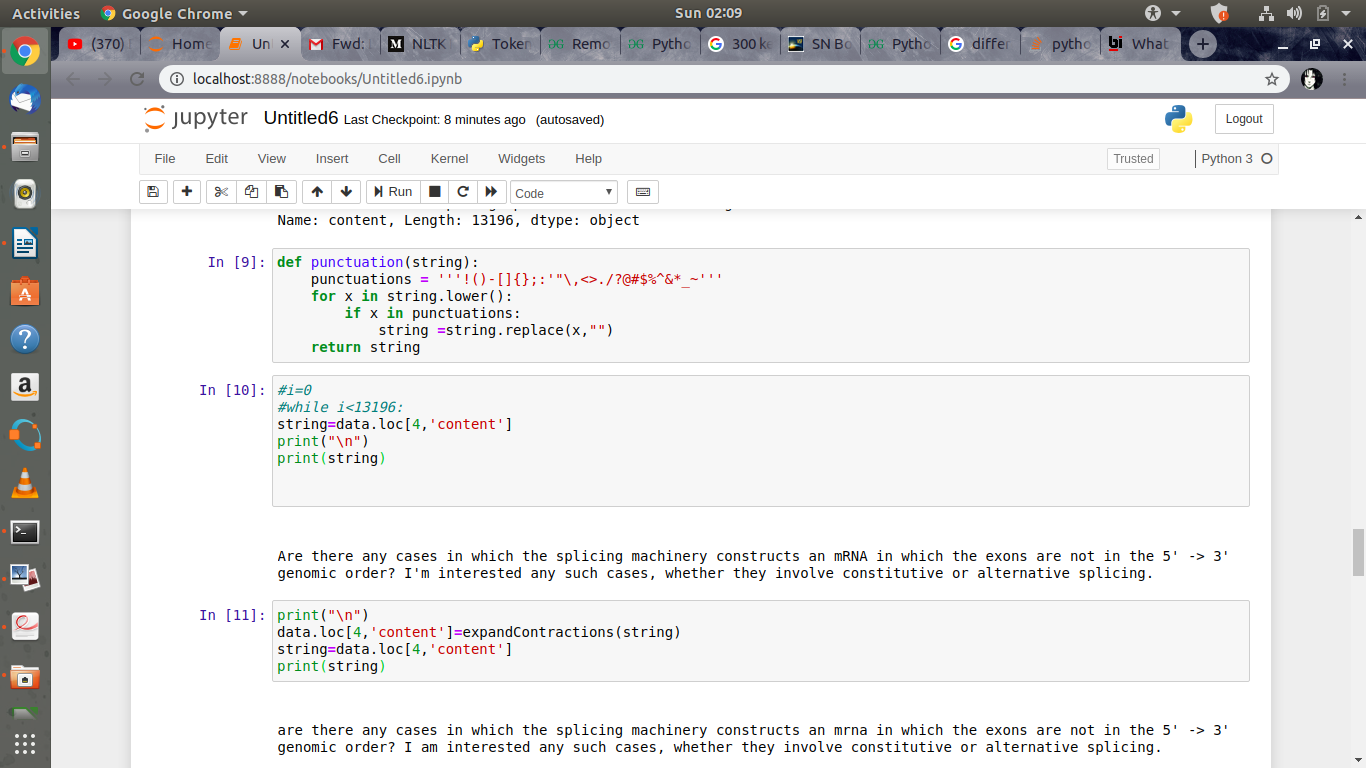 Activities Google Chrome Sun 02:09
(370) Home Un Fwd: NLTK Token Remo Pytho 300 ke SN Bo Pytho differ pytho What
localhost:8888/notebooks/Untitled6.ipynb
jupyter Untitled6 Last Checkpoint: 8 minutes ago (autosaved) Logout
File Edit View Insert Cell Kernel Widgets Help Trusted Python 3
Run Code
Name: content, Length: 13196, dtype: object
In [9]: def punctuation(string):
punctuations = '''!()-[]{};:'"\,<>./?@#$%^&*_~'''
for x in string.lower():
if x in punctuations:
string =string.replace(x,"")
return string
In [10]: #i=0
#while i<13196:
string=data.loc[4,'content']
print("\n")
print(string)
Are there any cases in which the splicing machinery constructs an mRNA in which the exons are not in the 5' -> 3'
genomic order? I'm interested any such cases, whether they involve constitutive or alternative splicing.
In [11]: print("\n")
data.loc[4,'content']=expandContractions(string)
string=data.loc[4,'content']
print(string)
are there any cases in which the splicing machinery constructs an mrna in which the exons are not in the 5' -> 3'
genomic order? I am interested any such cases, whether they involve constitutive or alternative splicing.